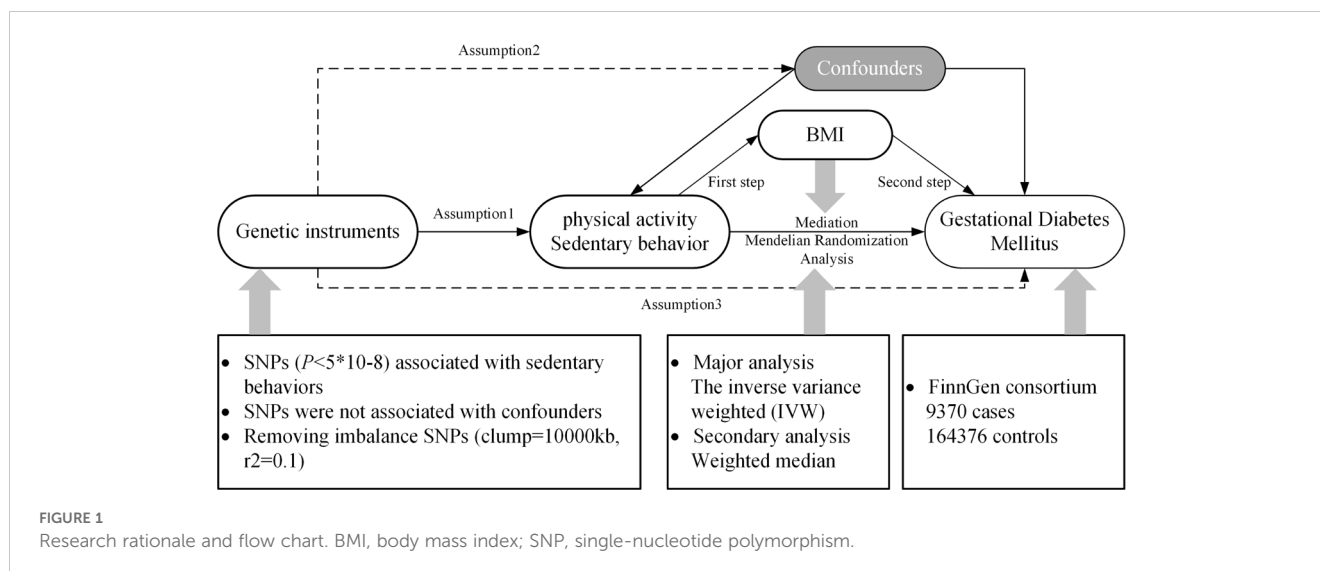 Assumption2
Confounders
BMI
First step
Second step
Genetic instruments
Assumption1
physical activity
Sedentary behavior
Mediation
Mendelian Randomization
Analysis
Gestational Diabetes
Mellitus
Assumption3
• SNPs (P<5*10-8) associated with sedentary
behaviors
• SNPs were not associated with confounders
• Removing imbalance SNPs (clump=10000kb,
r2=0.1)
• Major analysis
The inverse variance
weighted (IVW)
• Secondary analysis
Weighted median
• FinnGen consortium
9370 cases
164376 controls
FIGURE 1
Research rationale and flow chart. BMI, body mass index; SNP, single-nucleotide polymorphism.